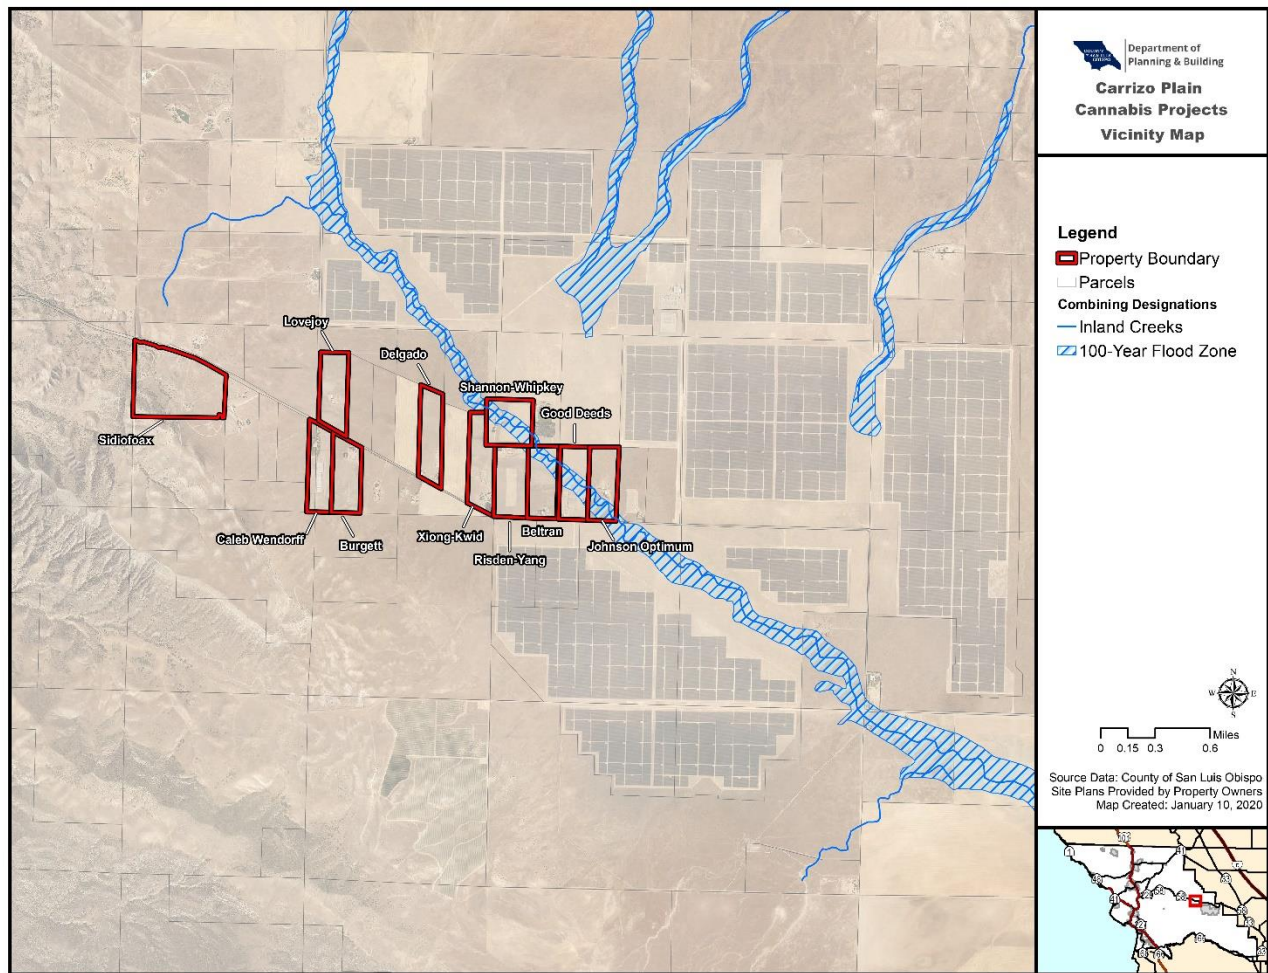 Department of
Planning & Building
Carrizo Plain
Cannabis Projects
Vicinity Map
Legend
Property Boundary
Parcels
Combining Designations
Inland Creeks
100-Year Flood Zone
Lovejoy
Delgado
Shannon-Whipkey
Good Deeds
Sidiofoax
Caleb Wendorff
Burgett
Xiong-Kwid
Beltran
Risden-Yang
Johnson Optimum
N
W E
S
Miles
0 0.15 0.3 0.6
Source Data: County of San Luis Obispo
Site Plans Provided by Property Owners
Map Created: January 10, 2020
1
41
41